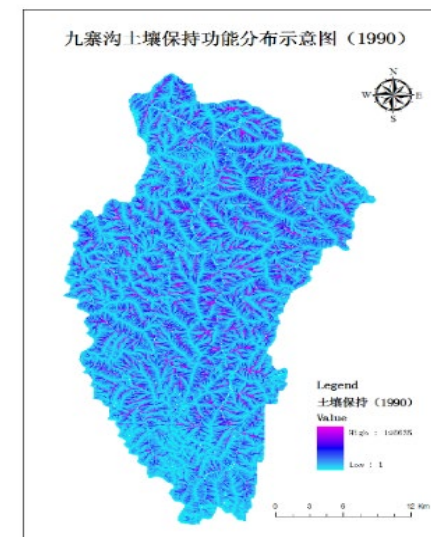 九寨沟土壤保持功能分布示意图（1990）
N
W E
S
Legend
土壤保持（1990）
Value
High :
Low : 1
0 3 6 12 Km